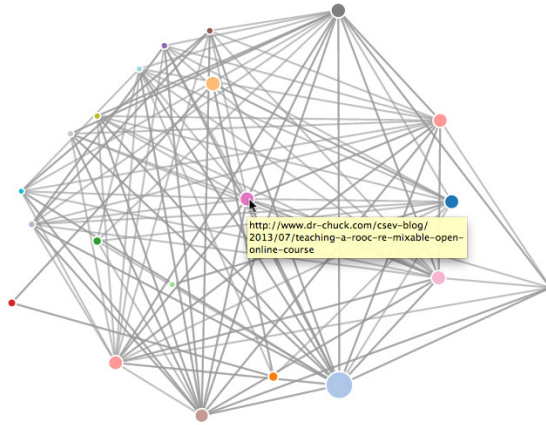 http://www.dr-chuck.com/csev-blog/
2013/07/teaching-a-rooc-re-mixable-open-
online-course